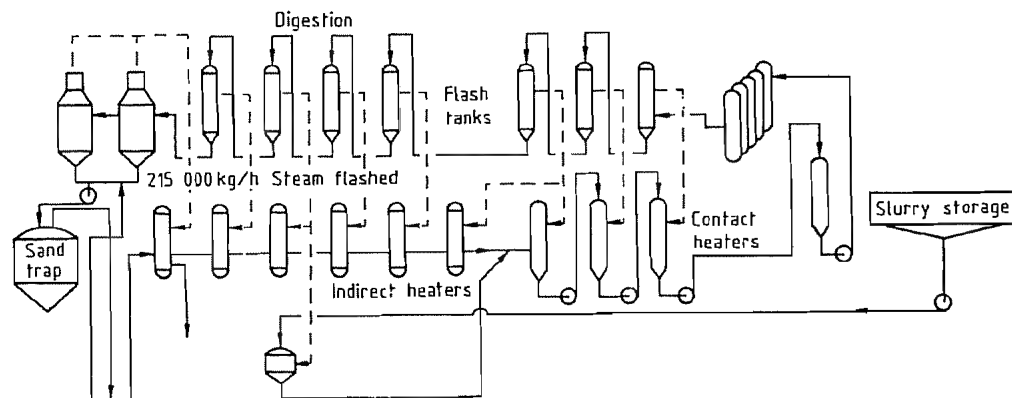 Digestion
Flash
tanks
215 000 kg/h Steam flashed
Slurry storage
Contact
heaters
Sand
trap
Indirect heaters